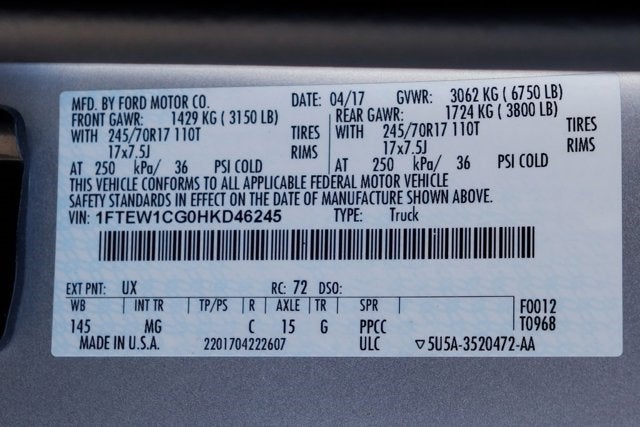 MFD. BY FORD MOTOR CO. DATE: 04/17 GVWR: 3062 KG ( 6750 LB)
FRONT GAWR: 1429 KG ( 3150 LB) REAR GAWR: 1724 KG ( 3800 LB)
WITH 245/70R17 110T TIRES WITH 245/70R17 110T TIRES
17x7.5J RIMS 17x7.5J RIMS
AT 250 kPa/ 36 PSI COLD AT 250 kPa/ 36 PSI COLD
THIS VEHICLE CONFORMS TO ALL APPLICABLE FEDERAL MOTOR VEHICLE
SAFETY STANDARDS IN EFFECT ON THE DATE OF MANUFACTURE SHOWN ABOVE.
VIN: 1FTEW1CG0HKD46245 TYPE: Truck
EXT PNT: UX RC: 72 DSO:
WB INT TR TP/PS R AXLE TR SPR F0012
145 MG C 15 G PPCC T0968
MADE IN U.S.A. 2201704222607 ULC ▽5U5A-3520472-AA